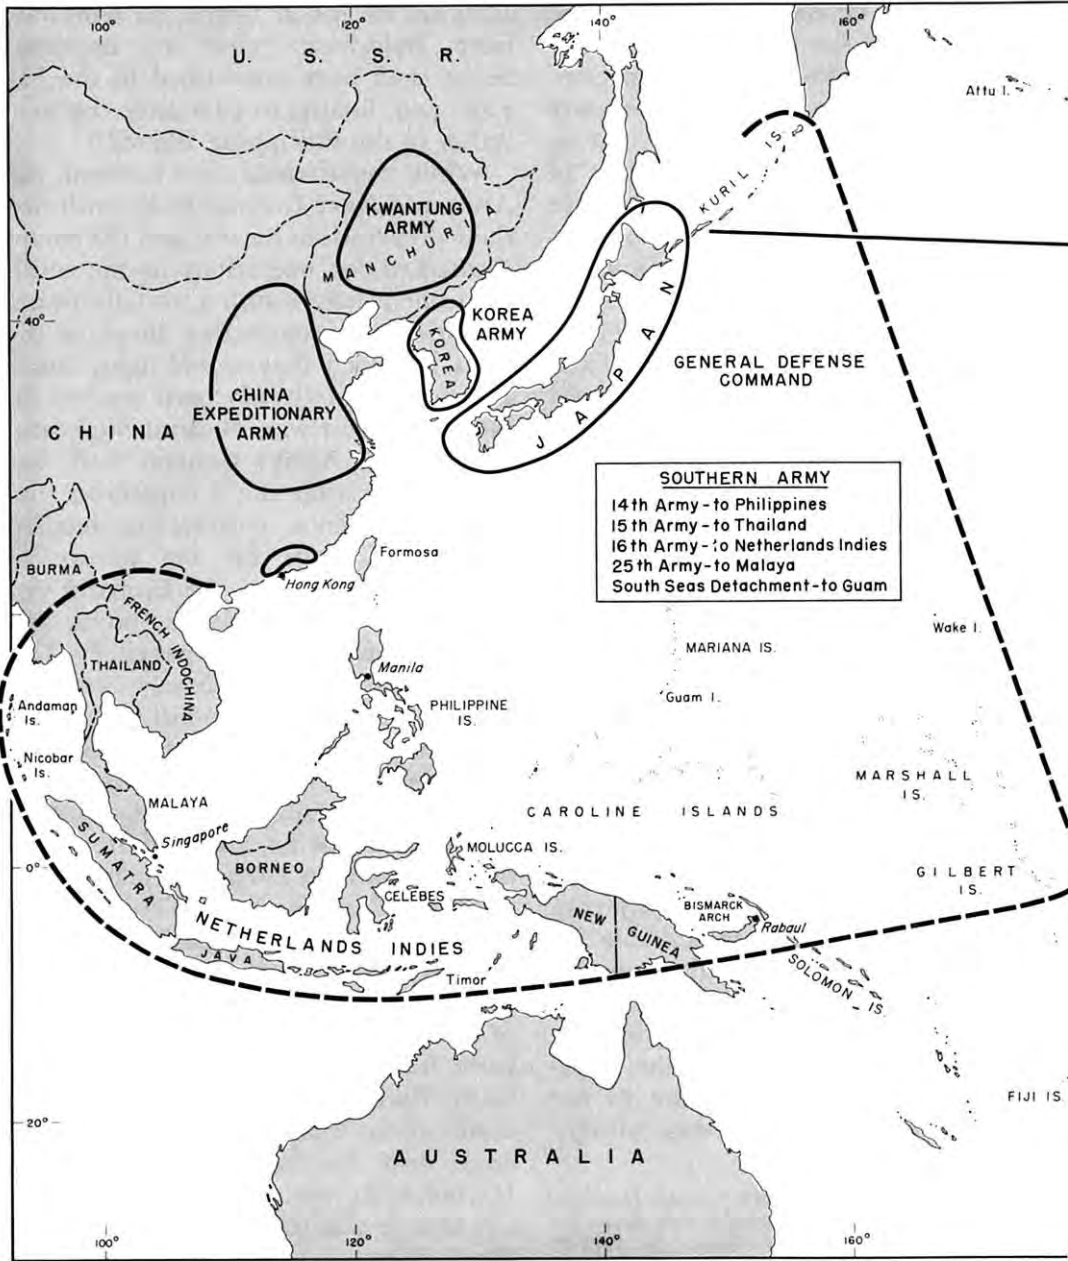 100°
120°
140°
160°
U. S. S. R.
Attu I.
KURIL IS.
KWANTUNG
ARMY
MANCHURIA
40°
KOREA
ARMY
KOREA
JAPAN
GENERAL DEFENSE
COMMAND
CHINA
EXPEDITIONARY
ARMY
CHINA
SOUTHERN ARMY
14th Army-to Philippines
15th Army-to Thailand
16th Army-to Netherlands Indies
25th Army-to Malaya
South Seas Detachment-to Guam
Formosa
BURMA
Hong Kong
FRENCH INDOCHINA
THAILAND
Wake I.
MARIANA IS.
Manila
Guam I.
PHILIPPINE
IS.
Andaman
Is.
Nicobar
Is.
MARSHALL
IS.
MALAYA
CAROLINE ISLANDS
Singapore
SUMATRA
MOLUCCA IS.
0°
BORNEO
GILBERT
IS.
CELEBES
BISMARCK
ARCH
NEW GUINEA
Rabaul
NETHERLANDS INDIES
JAVA
Timor
SOLOMON IS.
FIJI IS.
20°
AUSTRALIA
100°
120°
140°
160°